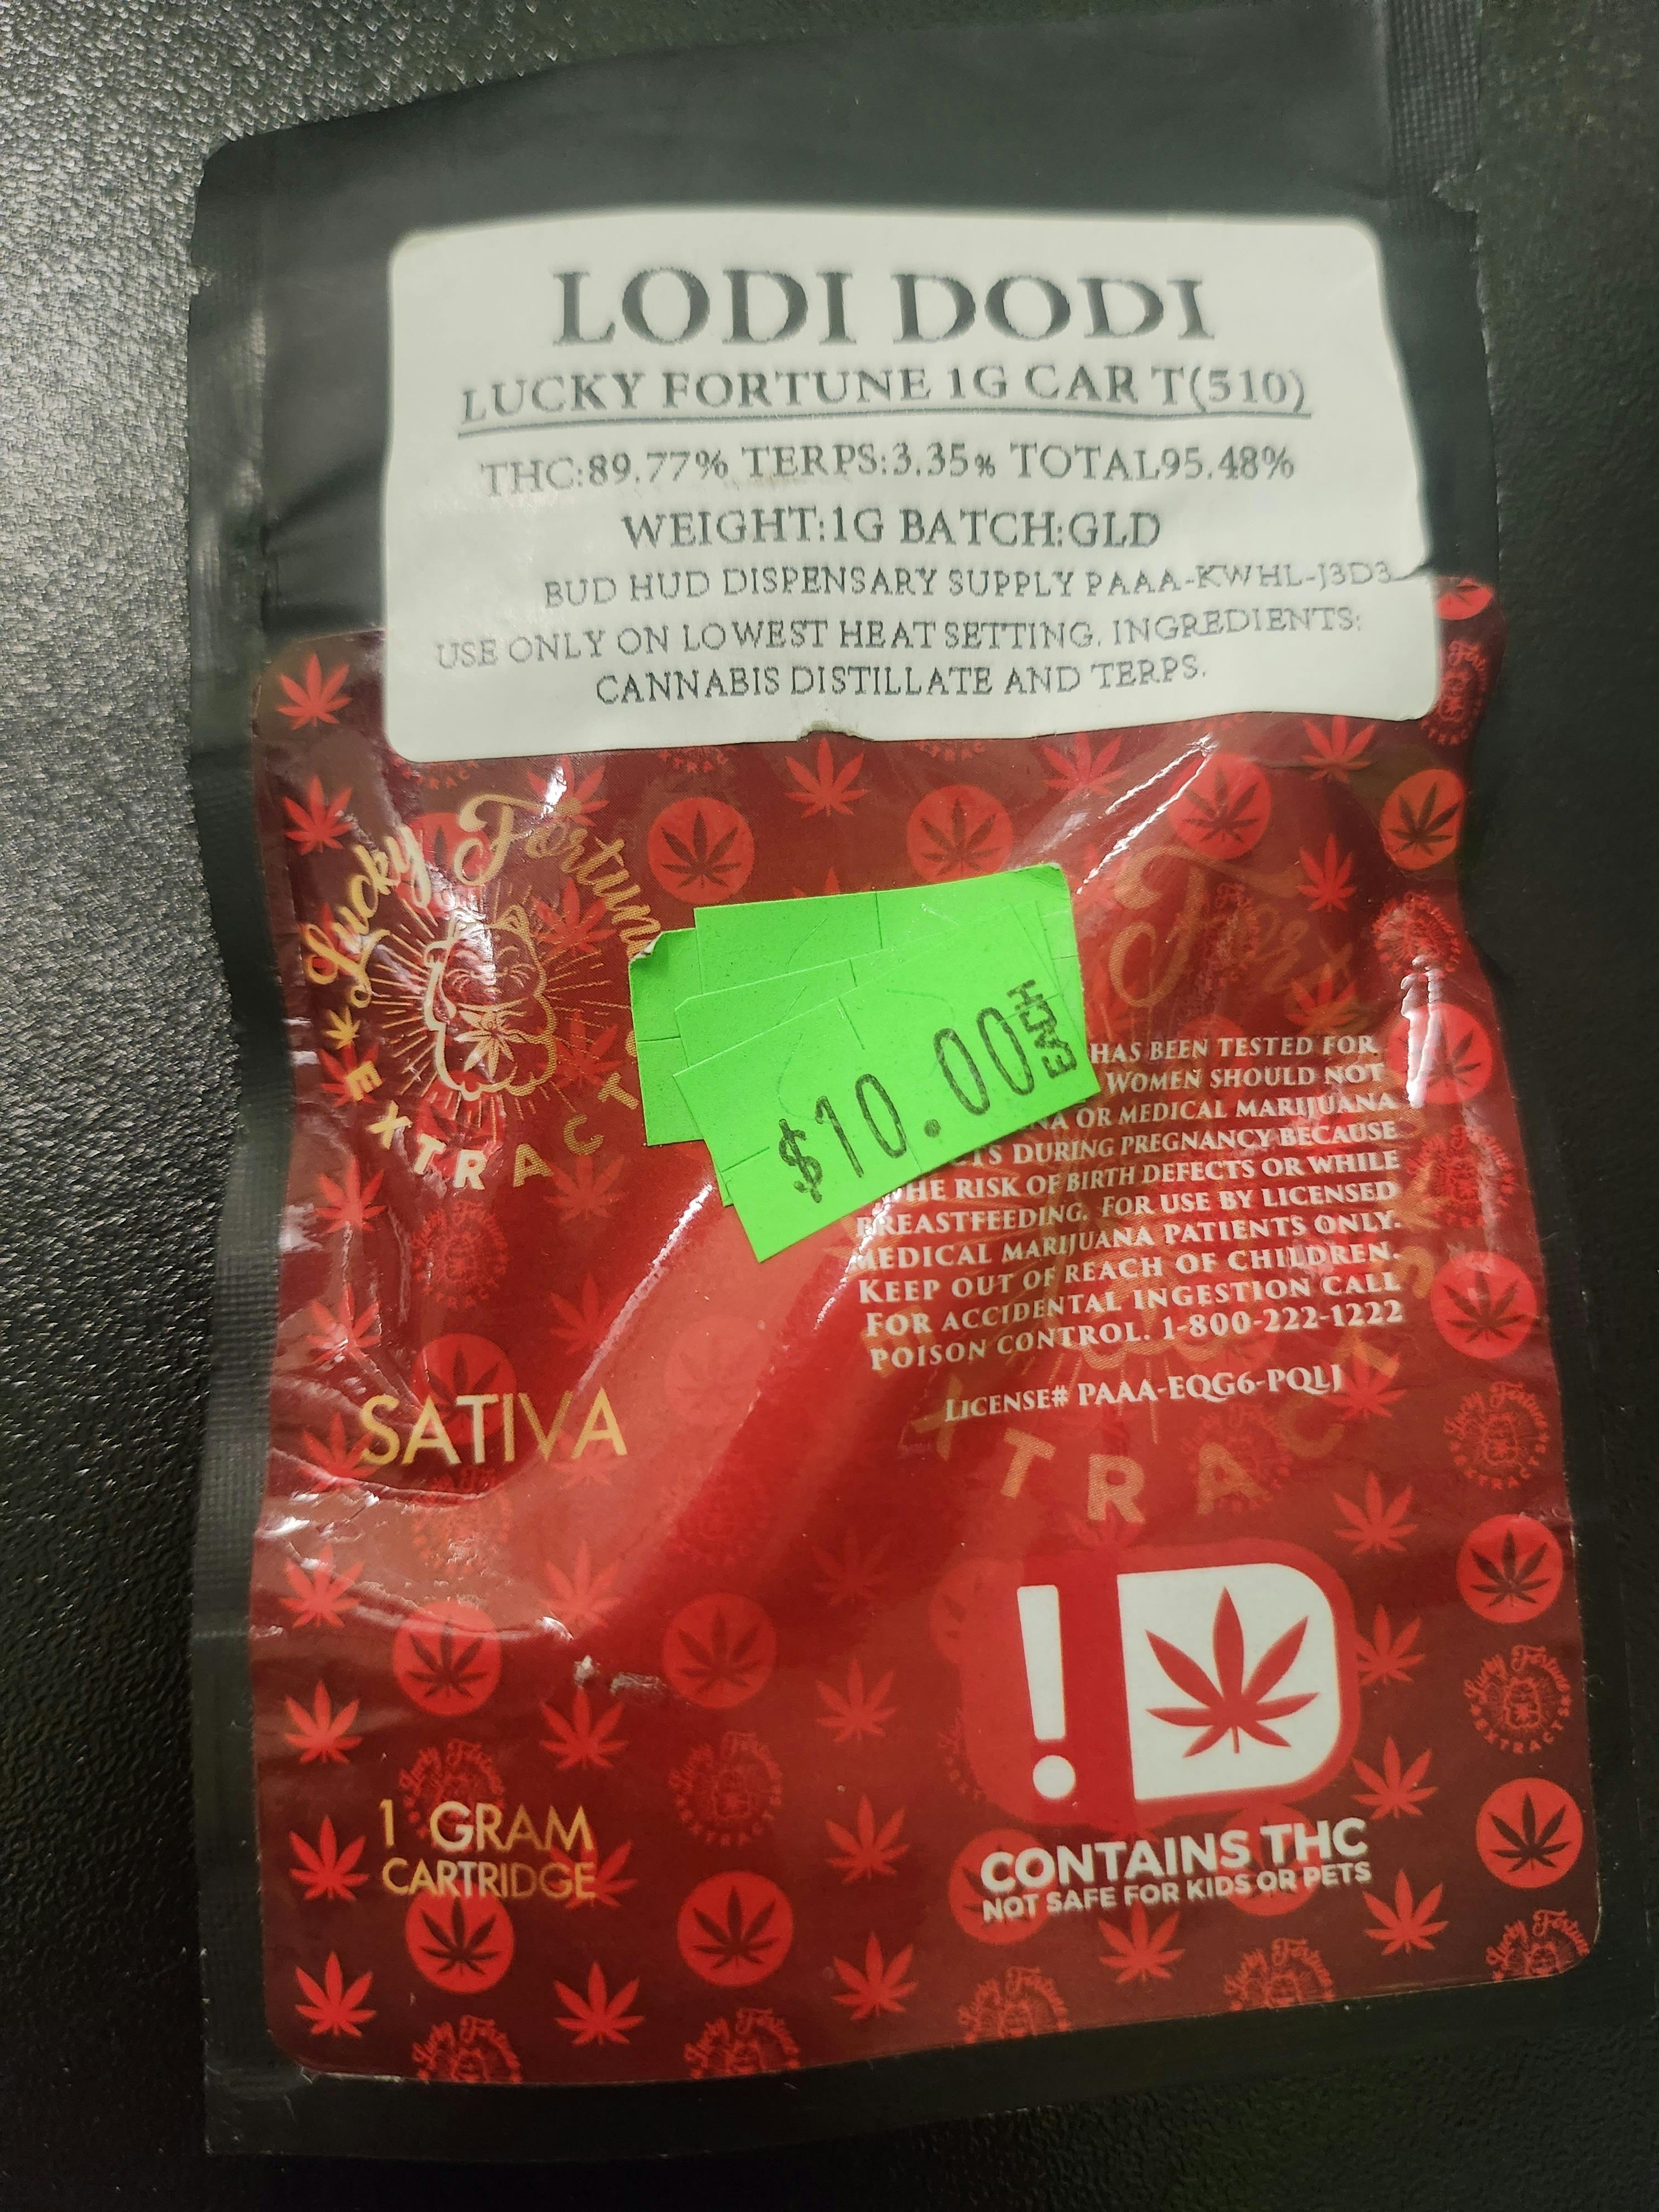 LODI DODI
LUCKY FORTUNE 1G CAR T(510)
THC:89.77% TERPS:3.35% TOTAL95.48%
WEIGHT:1G BATCH:GLD
BUD HUD DISPENSARY SUPPLY PAAA-KWHL-J3D3
USE ONLY ON LOWEST HEAT SETTING. INGREDIENTS:
CANNABIS DISTILLATE AND TERPS.
Lucky Fortune
EXTRACT
$10.00 EACH
HAS BEEN TESTED FOR
WOMEN SHOULD NOT
OR MEDICAL MARIJUANA
DURING PREGNANCY BECAUSE
THE RISK OF BIRTH DEFECTS OR WHILE
BREASTFEEDING. FOR USE BY LICENSED
MEDICAL MARIJUANA PATIENTS ONLY.
KEEP OUT OF REACH OF CHILDREN.
FOR ACCIDENTAL INGESTION CALL
POISON CONTROL. 1-800-222-1222
LICENSE# PAAA-EQG6-PQLJ
SATIVA
1 GRAM
CARTRIDGE
!
CONTAINS THC
NOT SAFE FOR KIDS OR PETS